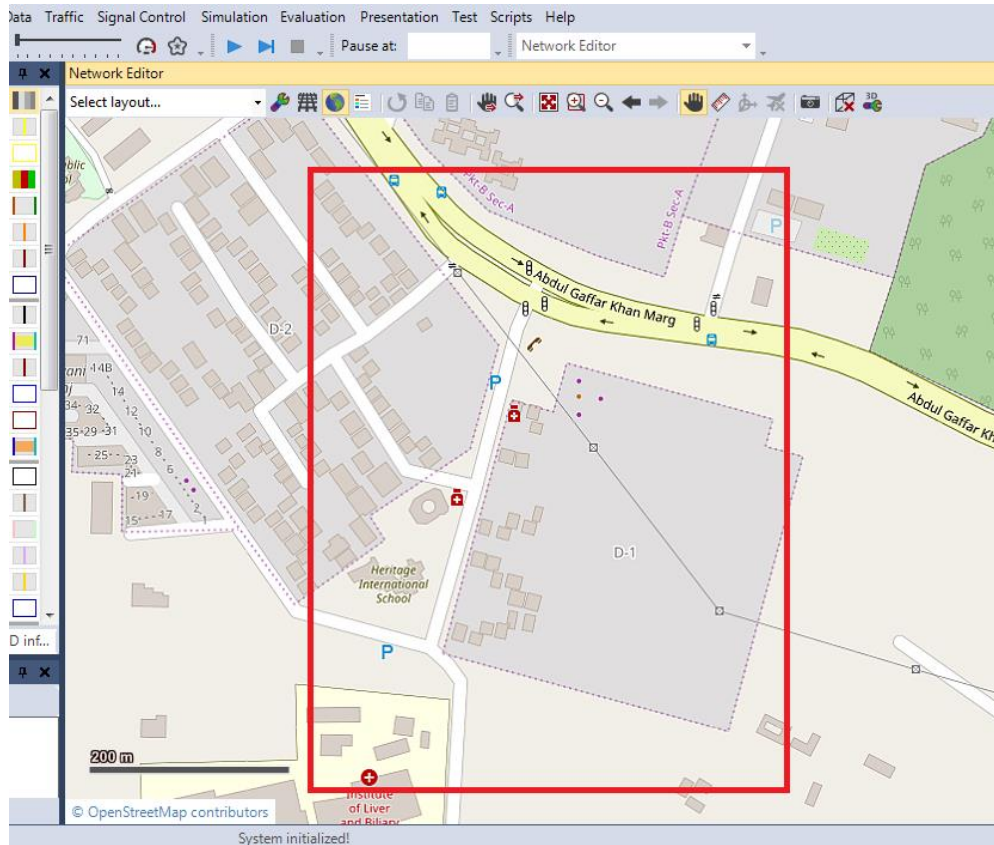 Data Traffic Signal Control Simulation Evaluation Presentation Test Scripts Help
Pause at:
Network Editor
Network Editor
Select layout...
3D
Pkt-B Sec-A
Pkt-B Sec-A
P
Abdul Gaffar Khan Marg
D-2
71
14B
14
34- 32
12
35-29 -31
10
-25-
23
8
21
6
-19
2
15
17
1
P
Abdul Gaffar Kh
D-1
Heritage
International
School
P
D inf...
200 m
Institute
of Liver
and Biliary
© OpenStreetMap contributors
System initialized!